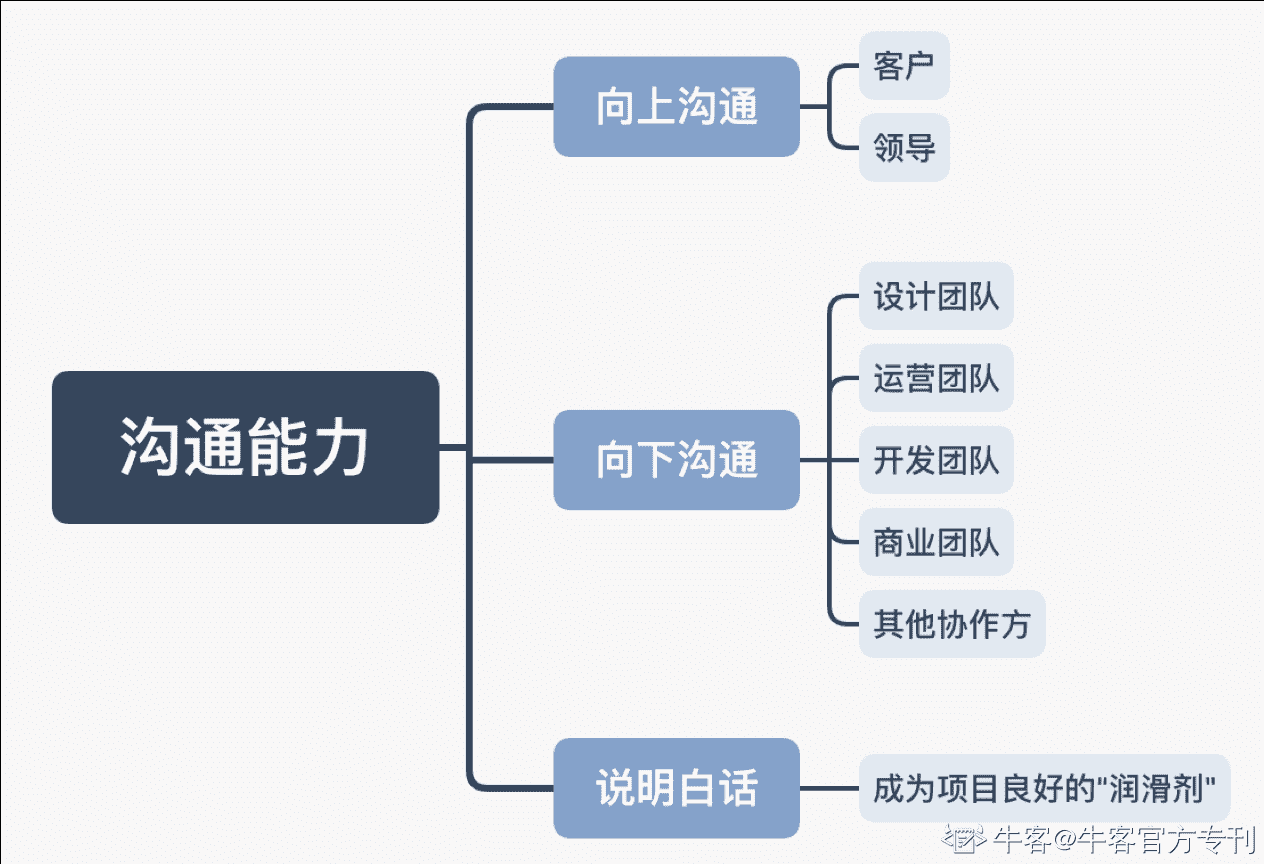 沟通能力
向上沟通
客户
领导
向下沟通
设计团队
运营团队
开发团队
商业团队
其他协作方
说明白话
成为项目良好的"润滑剂"
牛客@牛客官方专刊